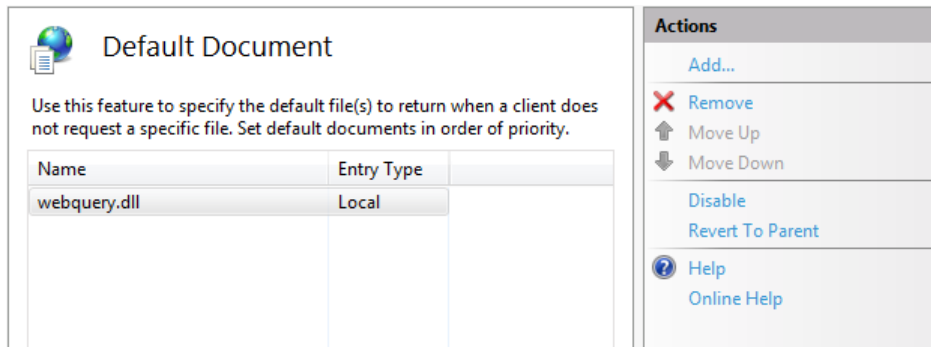 Default Document
Use this feature to specify the default file(s) to return when a client does
not request a specific file. Set default documents in order of priority.
Name Entry Type
webquery.dll Local
Actions
Add...
Remove
Move Up
Move Down
Disable
Revert To Parent
Help
Online Help